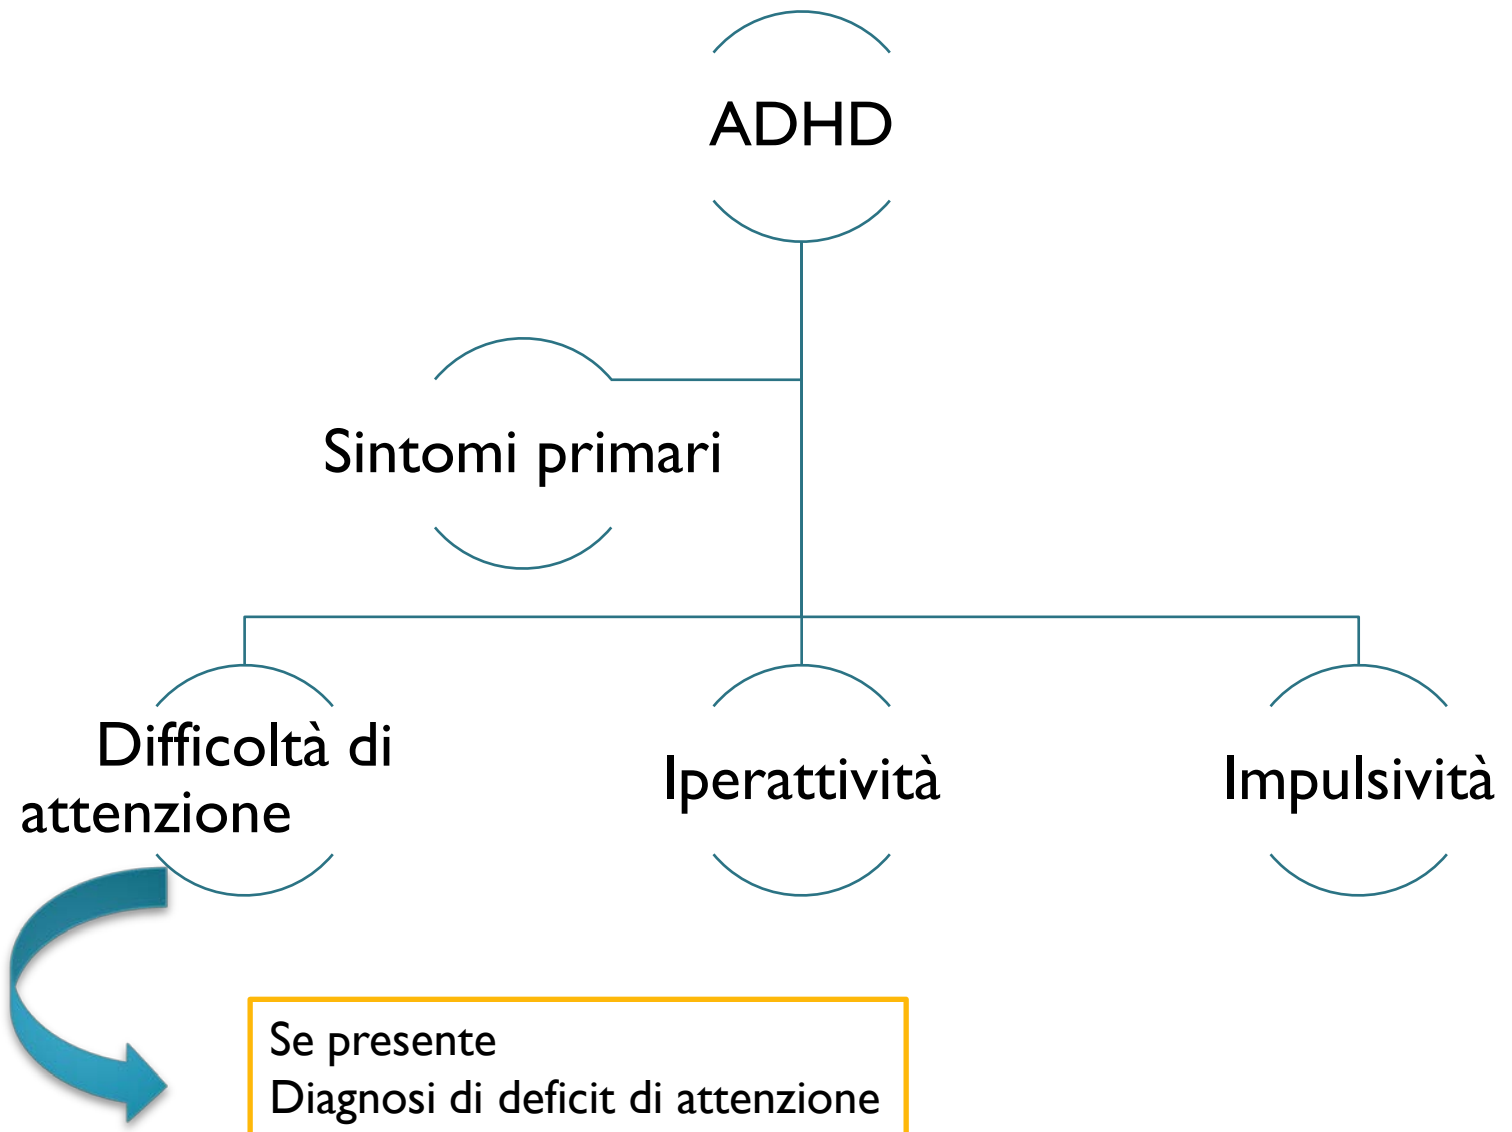 ADHD
Sintomi primari
Difficoltà di
attenzione
Iperattività
Impulsività
Se presente
Diagnosi di deficit di attenzione